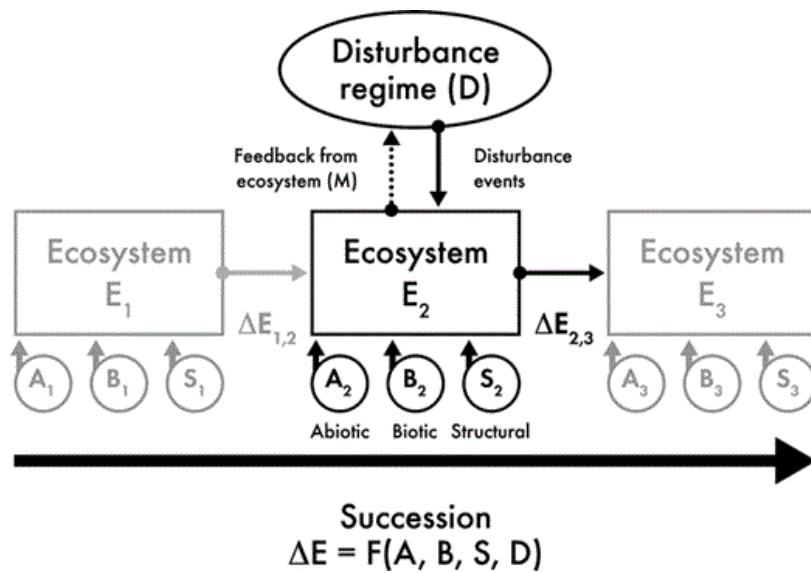 Disturbance
regime (D)
Feedback from
ecosystem (M)
Disturbance
events
Ecosystem
E₁
ΔE₁,₂
Ecosystem
E₂
ΔE₂,₃
Ecosystem
E₃
A₁ B₁ S₁
A₂ B₂ S₂
A₃ B₃ S₃
Abiotic Biotic Structural
Succession
ΔE = F(A, B, S, D)